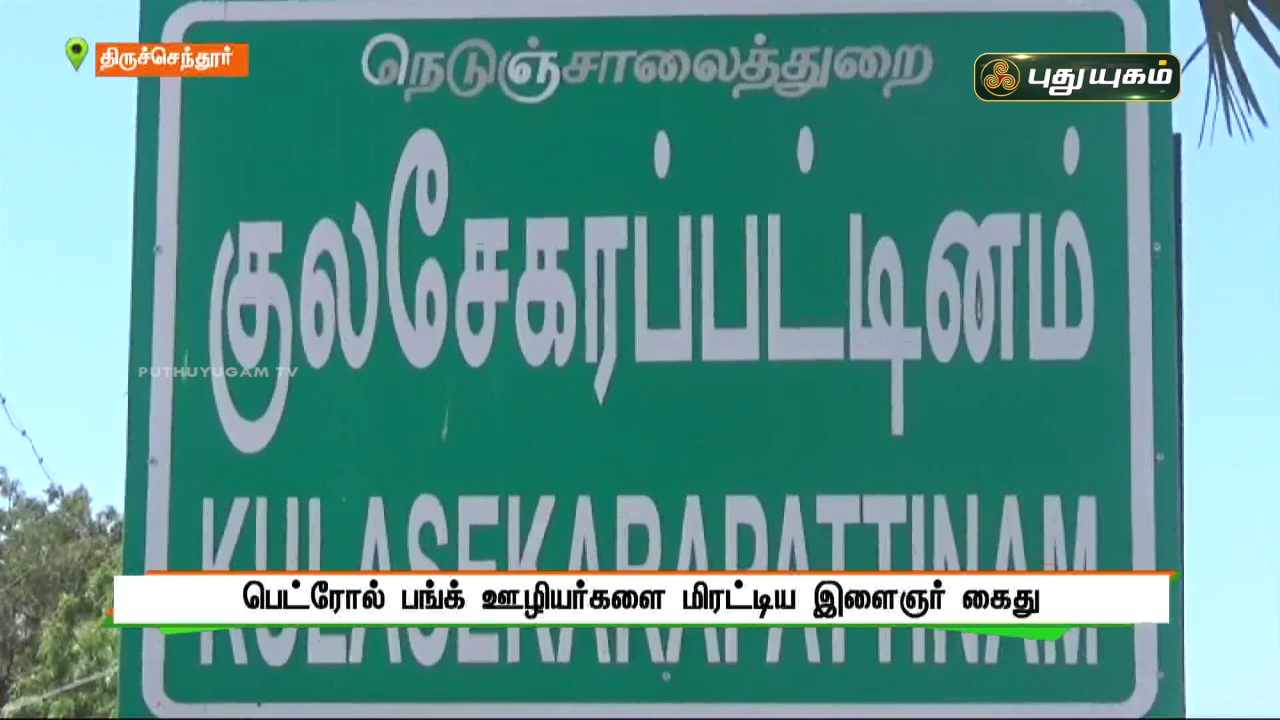 நெடுஞ்சாலைத்துறை
திருச்செந்தூர்
புதுயுகம்
குலசேகரப்பட்டினம்
PUTHUYUGAM TV
KULASEKARAPATTINAM
பெட்ரோல் பங்க் ஊழியர்களை மிரட்டிய இளைஞர் கைது